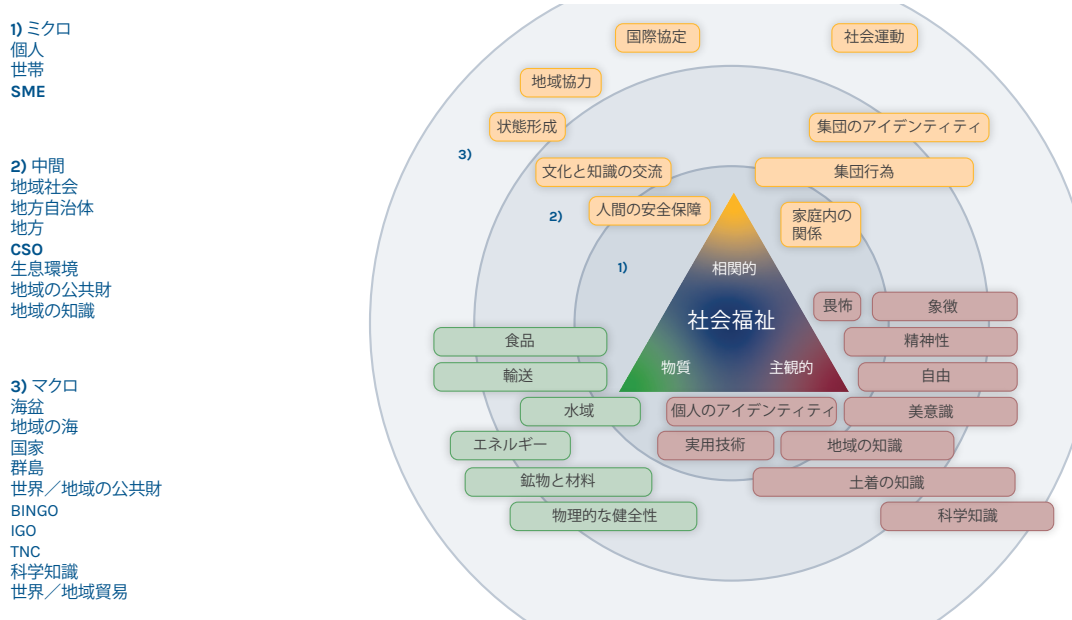 1) ミクロ
個人
世帯
SME
2) 中間
地域社会
地方自治体
地方
CSO
生息環境
地域の公共財
地域の知識
3) マクロ
海盆
地域の海
国家
群島
世界／地域の公共財
BINGO
IGO
TNC
科学知識
世界／地域貿易
国際協定
社会運動
地域協力
状態形成
集団のアイデンティティ
3)
文化と知識の交流
集団行為
2)
人間の安全保障
家庭内の
関係
1)
相関的
社会福祉
物質
主観的
畏怖
象徴
食品
精神性
輸送
自由
水域
個人のアイデンティティ
美意識
エネルギー
実用技術
地域の知識
鉱物と材料
土着の知識
物理的な健全性
科学知識